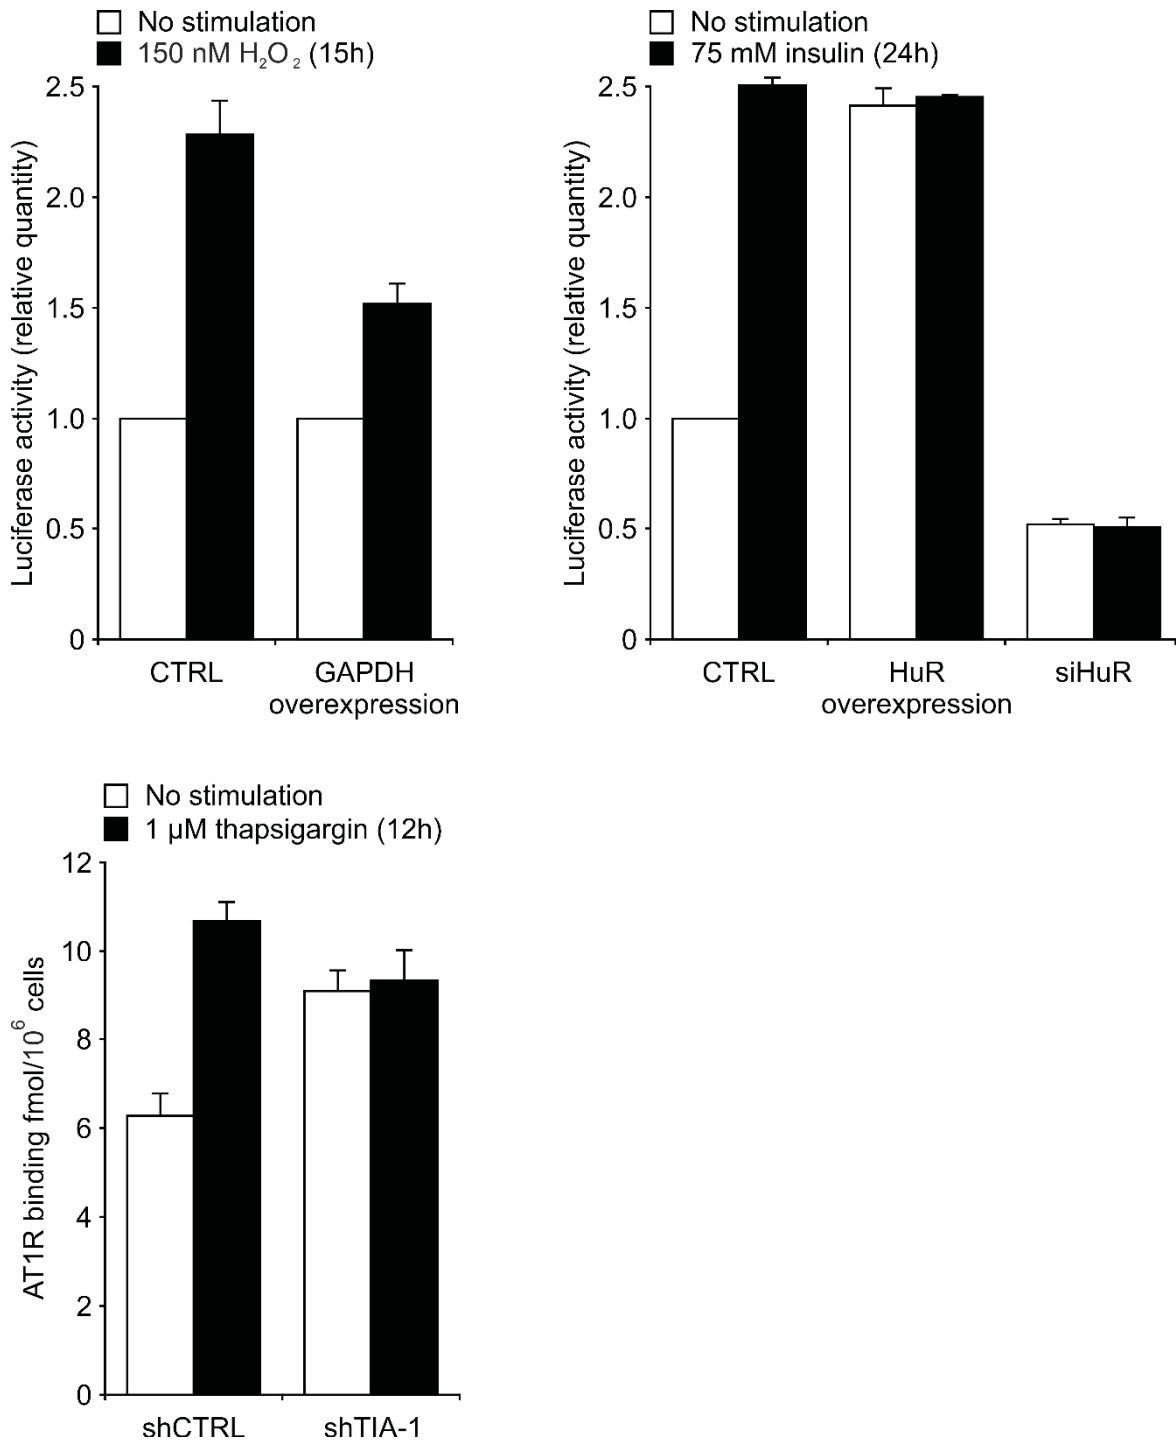 No stimulation
150 nM H₂O₂ (15h)
Luciferase activity (relative quantity)
2.5
2.0
1.5
1.0
0.5
0
CTRL
GAPDH
overexpression
No stimulation
75 mM insulin (24h)
Luciferase activity (relative quantity)
2.5
2.0
1.5
1.0
0.5
0
CTRL
HuR
overexpression
siHuR
No stimulation
1 µM thapsigargin (12h)
AT1R binding fmol/10⁶ cells
12
10
8
6
4
2
0
shCTRL
shTIA-1